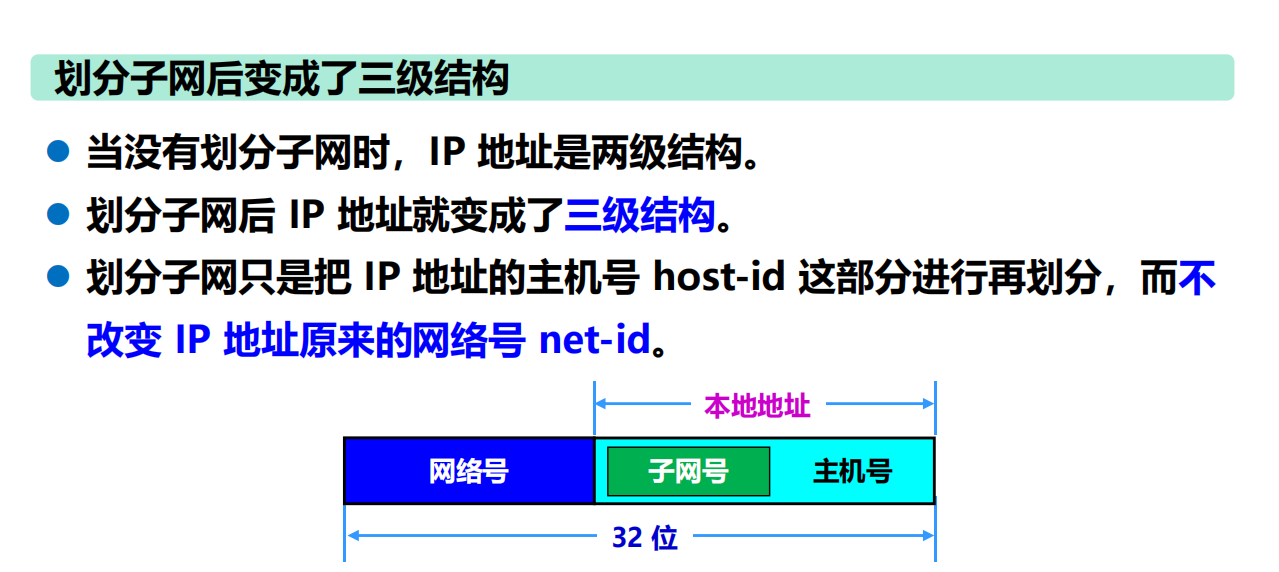 划分子网后变成了三级结构
当没有划分子网时，IP 地址是两级结构。
划分子网后 IP 地址就变成了三级结构。
划分子网只是把 IP 地址的主机号 host-id 这部分进行再划分，而不
改变 IP 地址原来的网络号 net-id。
本地地址
网络号 子网号 主机号
32 位